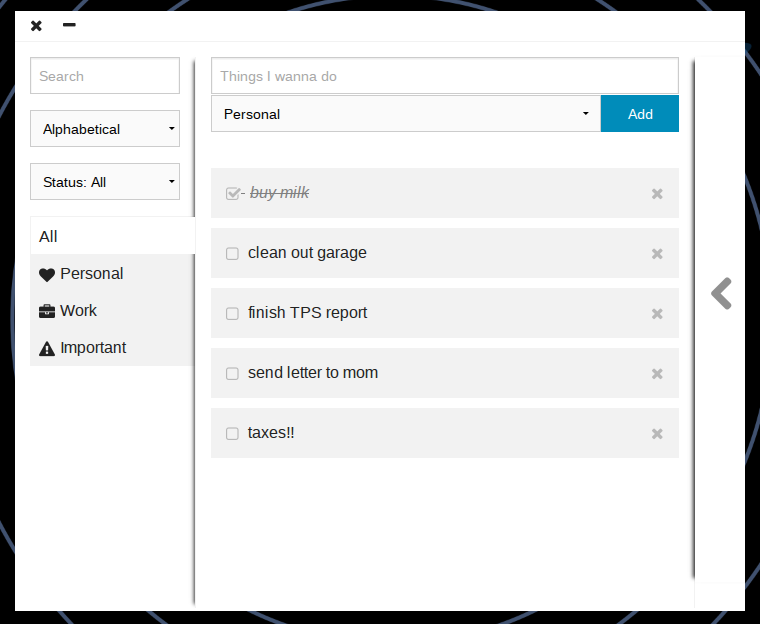 Search
Alphabetical
Status: All
All
Personal
Work
Important
Things I wanna do
Personal
Add
buy milk
clean out garage
finish TPS report
send letter to mom
taxes!!